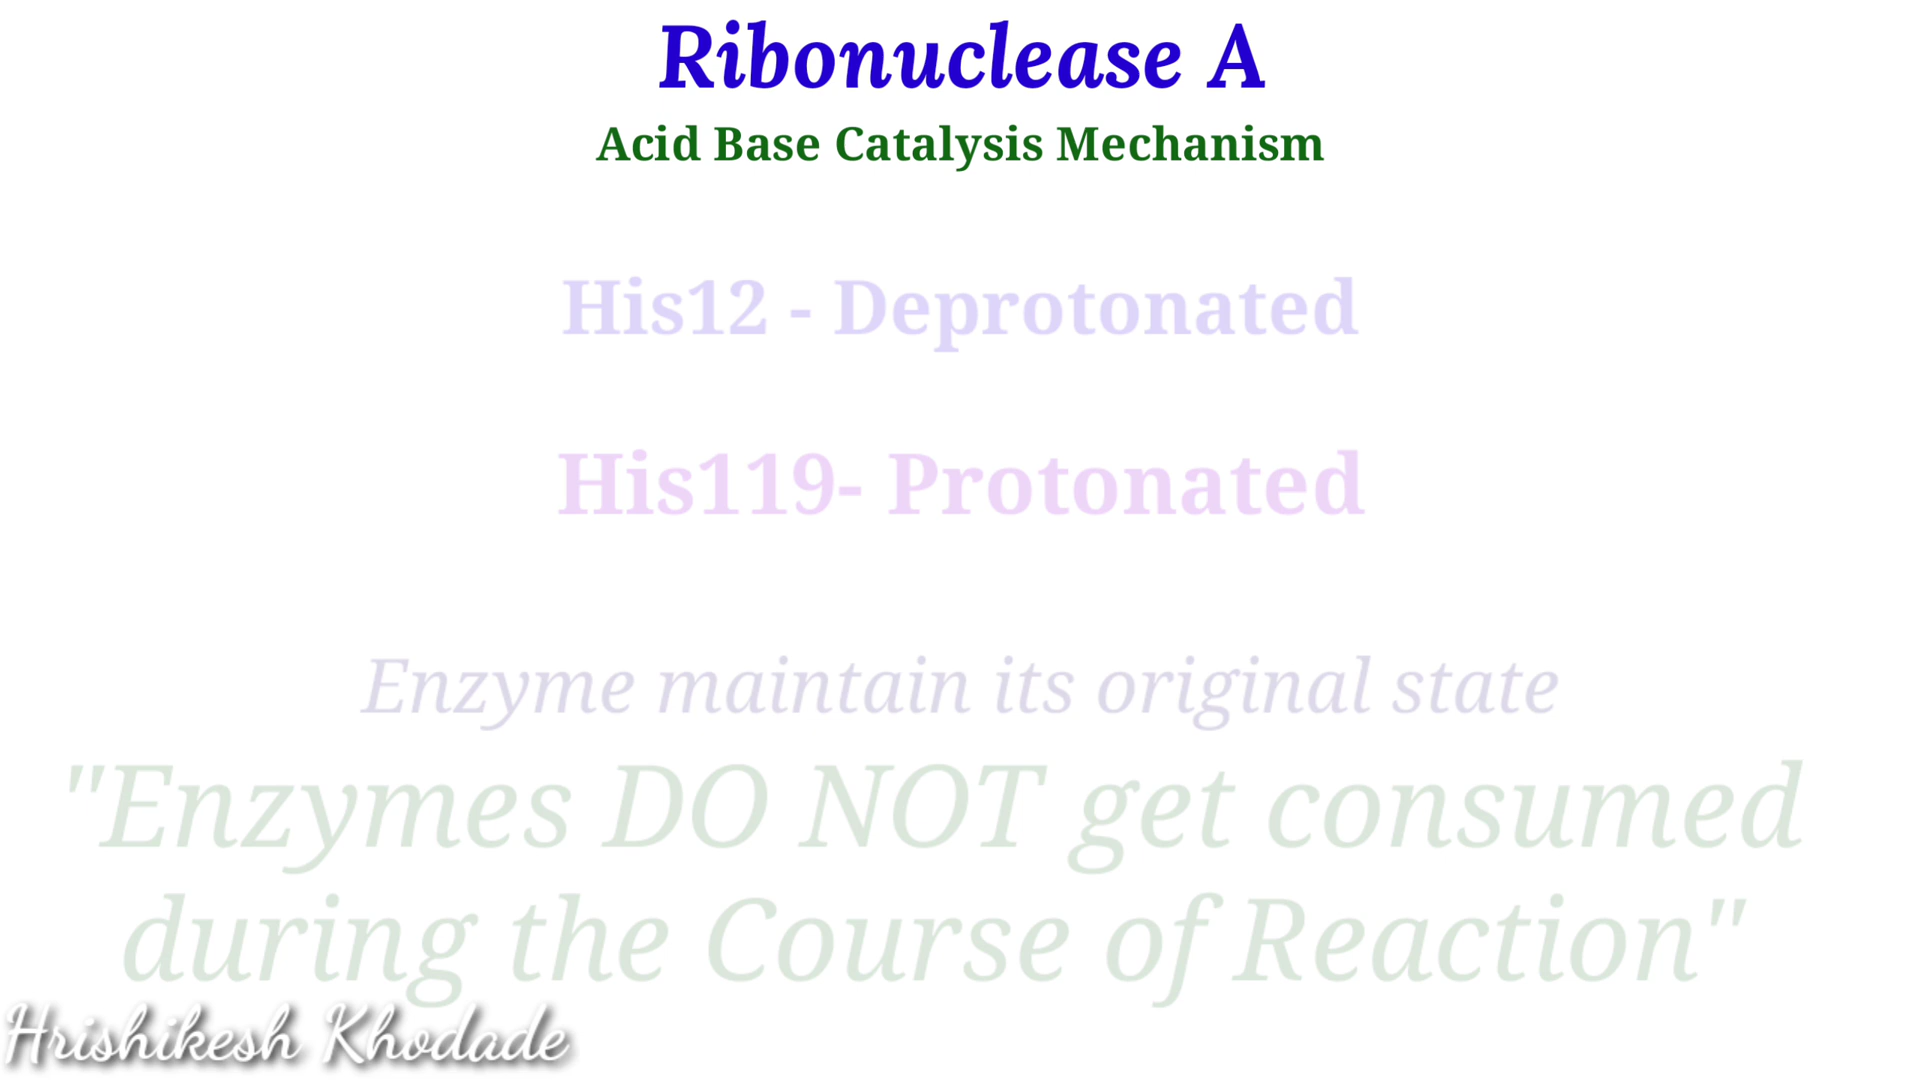 Ribonuclease A
Acid Base Catalysis Mechanism
His12 - Deprotonated
His119- Protonated
Enzyme maintain its original state
"Enzymes DO NOT get consumed
during the Course of Reaction"
Hrishikesh Khodade